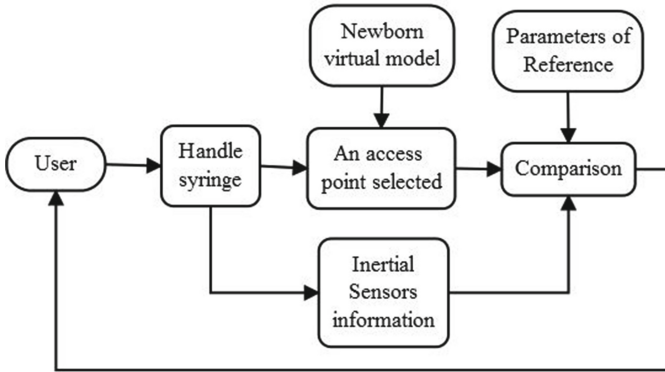 Newborn
virtual model
Parameters of
Reference
User
Handle
syringe
An access
point selected
Comparison
Inertial
Sensors
information